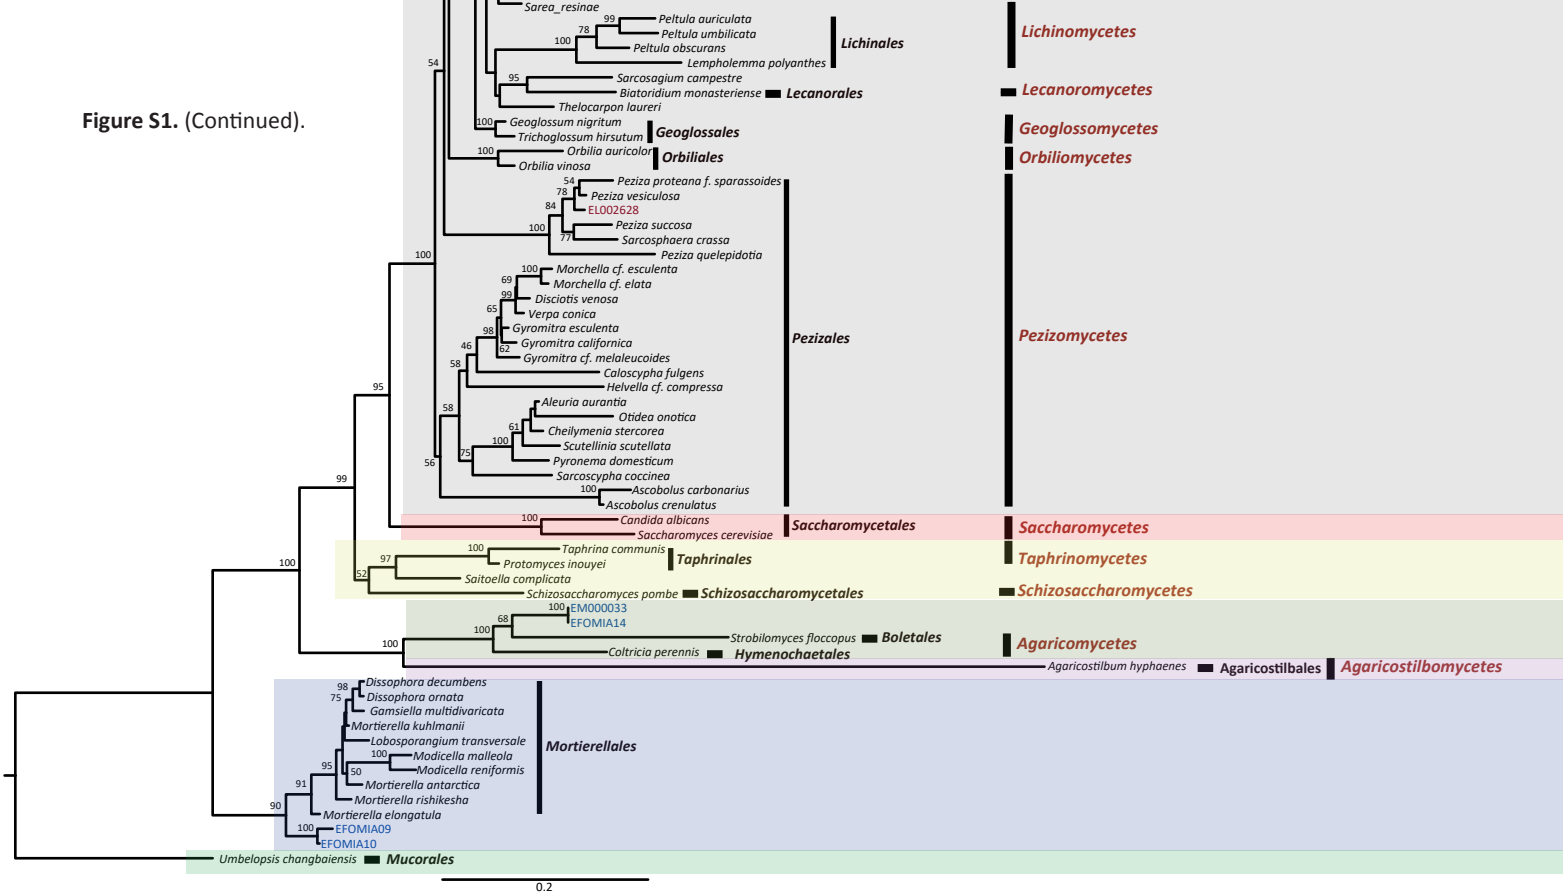 Sarea_resinae
Peltula auriculata
99
Peltula umbilicata
78
Peltula obscurans
100
Lempholemma polyanthes
Lichinales
Lichinomycetes
54
Sarcosagium campestre
95
Biatoridium monasteriense
Lecanorales
Lecanoromycetes
Thelocarpon laureri
Figure S1. (Continued).
100
Geoglossum nigritum
Trichoglossum hirsutum
Geoglossales
Geoglossomycetes
100
Orbilia auricolor
Orbilia vinosa
Orbiliales
Orbiliomycetes
54
Peziza proteana f. sparassoides
78
Peziza vesiculosa
84
EL002628
100
Peziza succosa
77
Sarcosphaera crassa
Peziza quelepidotia
100
100
Morchella cf. esculenta
69
Morchella cf. elata
99
Disciotis venosa
65
Verpa conica
98
Gyromitra esculenta
46
62
Gyromitra californica
Gyromitra cf. melaleucoides
58
Caloscypha fulgens
Helvella cf. compressa
Pezizales
Pezizomycetes
95
58
Aleuria aurantia
Otidea onotica
61
Cheilymenia stercorea
100
Scutellinia scutellata
75
Pyronema domesticum
56
Sarcoscypha coccinea
99
100
Ascobolus carbonarius
Ascobolus crenulatus
100
Candida albicans
Saccharomyces cerevisiae
Saccharomycetales
Saccharomycetes
100
100
Taphrina communis
97
Protomyces inouyei
Taphrinales
Taphrinomycetes
52
Saitoella complicata
Schizosaccharomyces pombe
Schizosaccharomycetales
Schizosaccharomycetes
100
EM000033
68
EFOMIA14
100
Strobilomyces floccopus
Boletales
Agaricomycetes
100
Coltricia perennis
Hymenochaetales
Agaricostilbum hyphaenes
Agaricostilbales
Agaricostilbomycetes
98
Dissophora decumbens
75
Dissophora ornata
Gamsiella multidivaricata
Mortierella kuhlmanii
Lobosporangium transversale
Mortierellales
100
Modicella malleola
95
50
Modicella reniformis
91
Mortierella antarctica
Mortierella rishikesha
90
Mortierella elongatula
100
EFOMIA09
EFOMIA10
Umbelopsis changbaiensis
Mucorales
0.2